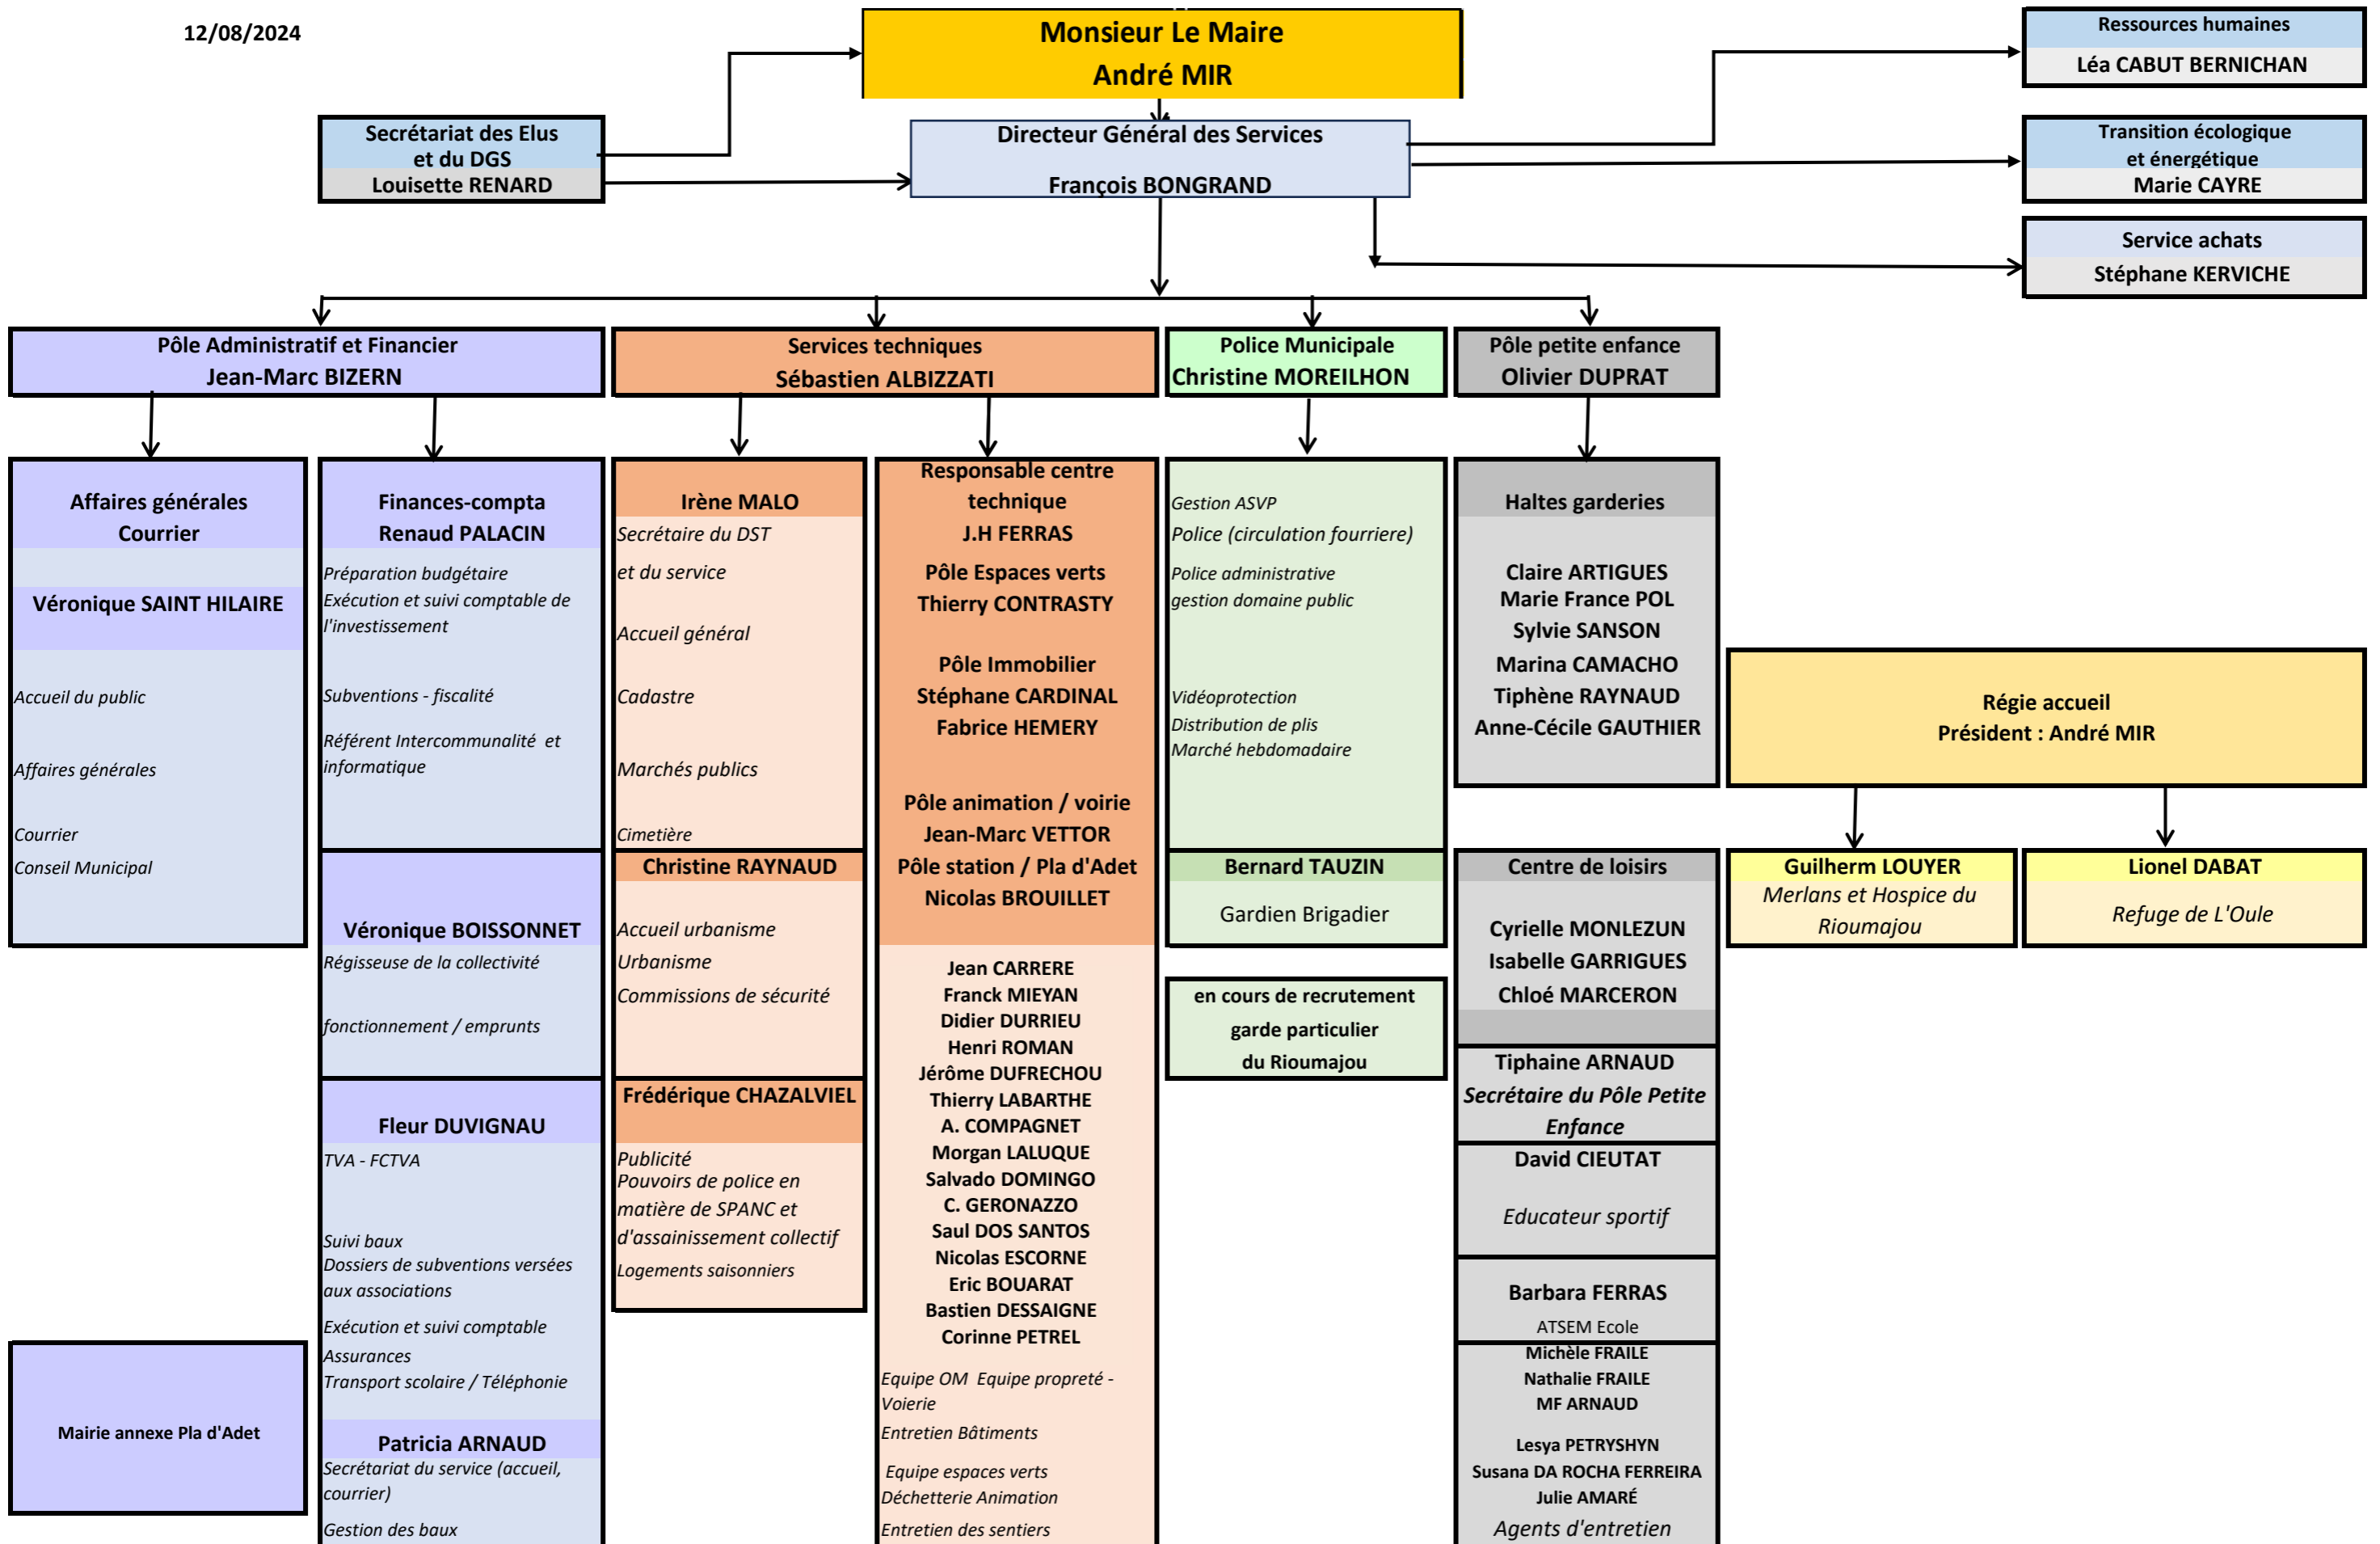 12/08/2024
Monsieur Le Maire
André MIR
Ressources humaines
Léa CABUT BERNICHAN
Secrétariat des Elus
et du DGS
Louisette RENARD
Directeur Général des Services
François BONGRAND
Transition écologique
et énergétique
Marie CAYRE
Service achats
Stéphane KERVICHE
Pôle Administratif et Financier
Jean-Marc BIZERN
Services techniques
Sébastien ALBIZZATI
Police Municipale
Christine MOREILHON
Pôle petite enfance
Olivier DUPRAT
Affaires générales
Courrier
Véronique SAINT HILAIRE
Accueil du public
Affaires générales
Courrier
Conseil Municipal
Mairie annexe Pla d'Adet
Finances-compta
Renaud PALACIN
Préparation budgétaire
Exécution et suivi comptable de
l'investissement
Subventions - fiscalité
Référent Intercommunalité et
informatique
Véronique BOISSONNET
Régisseuse de la collectivité
fonctionnement / emprunts
Fleur DUVIGNAU
TVA - FCTVA
Suivi baux
Dossiers de subventions versées
aux associations
Exécution et suivi comptable
Assurances
Transport scolaire / Téléphonie
Patricia ARNAUD
Secrétariat du service (accueil,
courrier)
Gestion des baux
Irène MALO
Secrétaire du DST
et du service
Accueil général
Cadastre
Marchés publics
Cimetière
Christine RAYNAUD
Accueil urbanisme
Urbanisme
Commissions de sécurité
Frédérique CHAZALVIEL
Publicité
Pouvoirs de police en
matière de SPANC et
d'assainissement collectif
Logements saisonniers
Responsable centre
technique
J.H FERRAS
Pôle Espaces verts
Thierry CONTRASTY
Pôle Immobilier
Stéphane CARDINAL
Fabrice HEMERY
Pôle animation / voirie
Jean-Marc VETTOR
Pôle station / Pla d'Adet
Nicolas BROUILLET
Jean CARRERE
Franck MIEYAN
Didier DURRIEU
Henri ROMAN
Jérôme DUFRECHOU
Thierry LABARTHE
A. COMPAGNET
Morgan LALUQUE
Salvado DOMINGO
C. GERONAZZO
Saul DOS SANTOS
Nicolas ESCORNE
Eric BOUARAT
Bastien DESSAIGNE
Corinne PETREL
Equipe OM Equipe propreté -
Voierie
Entretien Bâtiments
Equipe espaces verts
Déchetterie Animation
Entretien des sentiers
Gestion ASVP
Police (circulation fourriere)
Police administrative
gestion domaine public
Vidéoprotection
Distribution de plis
Marché hebdomadaire
Bernard TAUZIN
Gardien Brigadier
en cours de recrutement
garde particulier
du Rioumajou
Haltes garderies
Claire ARTIGUES
Marie France POL
Sylvie SANSON
Marina CAMACHO
Tiphène RAYNAUD
Anne-Cécile GAUTHIER
Centre de loisirs
Cyrielle MONLEZUN
Isabelle GARRIGUES
Chloé MARCERON
Tiphaine ARNAUD
Secrétaire du Pôle Petite
Enfance
David CIEUTAT
Educateur sportif
Barbara FERRAS
ATSEM Ecole
Michèle FRAILE
Nathalie FRAILE
MF ARNAUD
Lesya PETRYSHYN
Susana DA ROCHA FERREIRA
Julie AMARÉ
Agents d'entretien
Régie accueil
Président : André MIR
Guilherm LOUYER
Merlans et Hospice du
Rioumajou
Lionel DABAT
Refuge de L'Oule